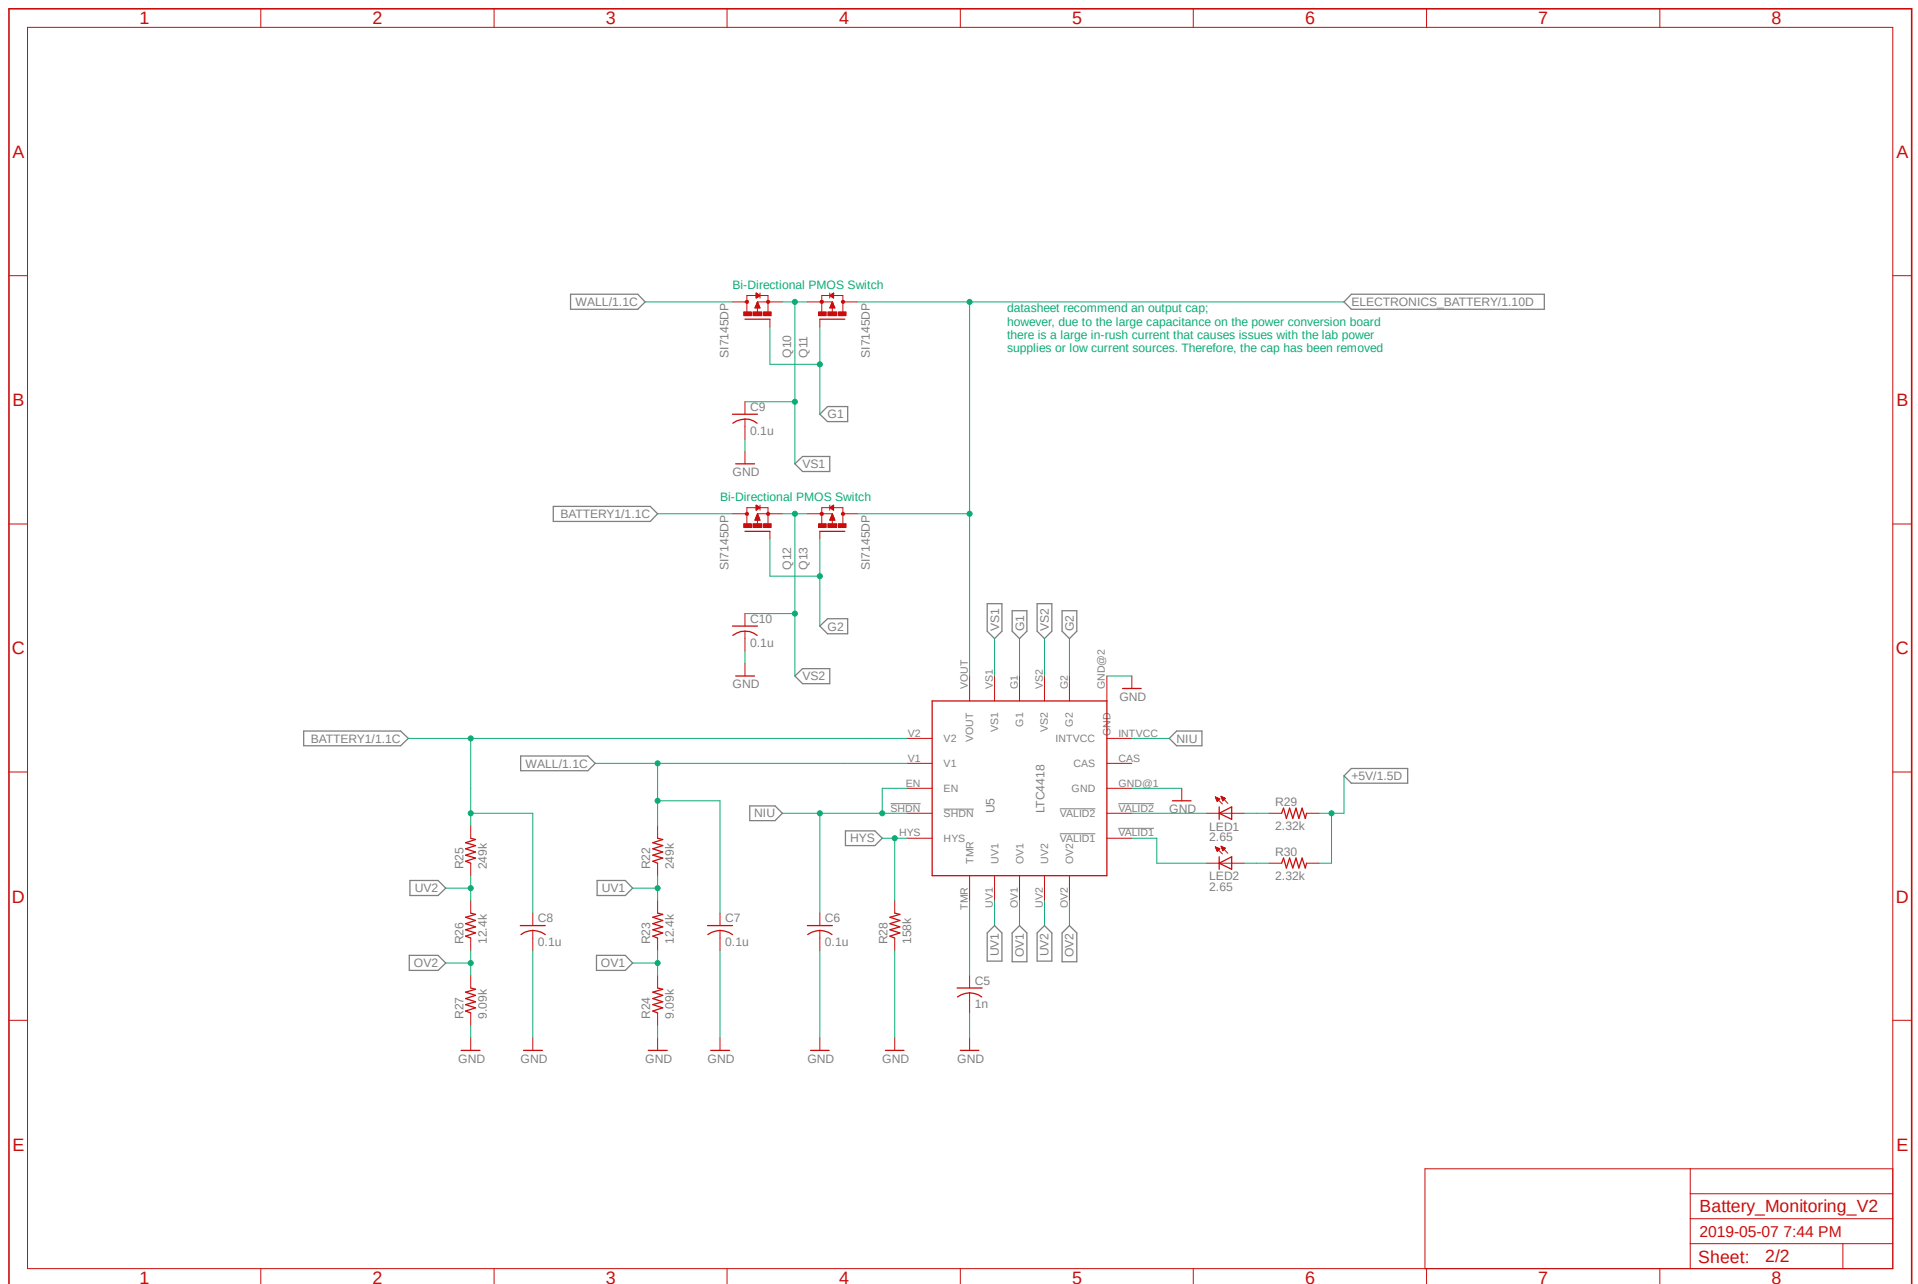 1 2 3 4 5 6 7 8
A A
Bi-Directional PMOS Switch
WALL/1.1C
ELECTRONICS_BATTERY/1.10D
SI7145DP
Q10
Q11
SI7145DP
datasheet recommend an output cap;
however, due to the large capacitance on the power conversion board
there is a large in-rush current that causes issues with the lab power
supplies or low current sources. Therefore, the cap has been removed
B B
C9
0.1u
G1
GND
VS1
Bi-Directional PMOS Switch
BATTERY1/1.1C
SI7145DP
Q12
Q13
SI7145DP
C10
0.1u
G2
GND
VS2
C C
VS1
G1
VS2
G2
VOUT
VS1
G1
VS2
G2
GND@2
GND
BATTERY1/1.1C
V2
V2
VOUT
VS1
G1
VS2
G2
GND
INTVCC
INTVCC
NIU
WALL/1.1C
V1
V1
CAS
CAS
EN
EN
GND
GND@1
GND
+5V/1.5D
NIU
SHDN
SHDN
U5
LTC4418
VALID2
VALID2
LED1
2.65
R29
2.32k
HYS
HYS
HYS
VALID1
VALID1
LED2
2.65
R30
2.32k
TMR
UV1
OV1
UV2
OV2
TMR
UV1
OV1
UV2
OV2
UV1
OV1
UV2
OV2
D D
R25
249k
R22
249k
UV2
UV1
R26
12.4k
C8
0.1u
R23
12.4k
C7
0.1u
C6
0.1u
R28
158k
OV2
OV1
R27
9.09k
R24
9.09k
C5
1n
GND
GND
GND
GND
GND
GND
GND
E E
Battery_Monitoring_V2
2019-05-07 7:44 PM
Sheet: 2/2
1 2 3 4 5 6 7 8